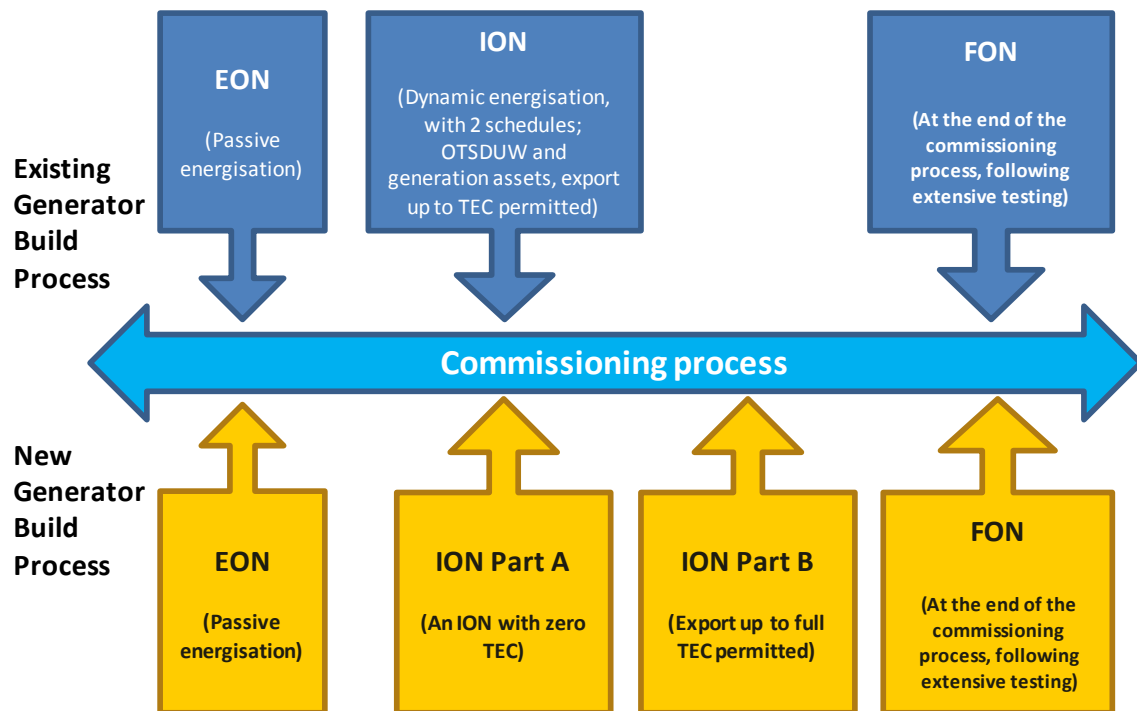 EON
(Passive
energisation)
ION
(Dynamic energisation,
with 2 schedules;
OTSDUW and
generation assets, export
up to TEC permitted)
FON
(At the end of the
commissioning
process, following
extensive testing)
Existing
Generator
Build
Process
Commissioning process
New
Generator
Build
Process
EON
(Passive
energisation)
ION Part A
(An ION with zero
TEC)
ION Part B
(Export up to full
TEC permitted)
FON
(At the end of the
commissioning
process, following
extensive testing)